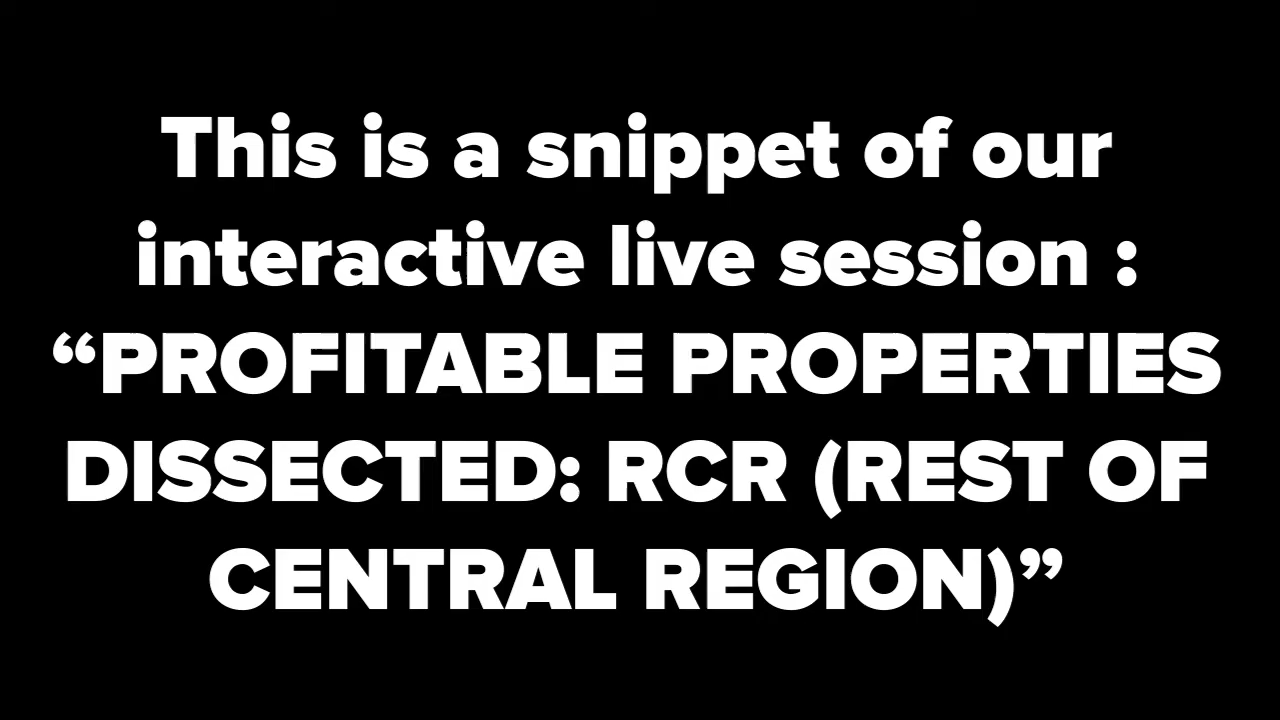 This is a snippet of our
interactive live session :
“PROFITABLE PROPERTIES
DISSECTED: RCR (REST OF
CENTRAL REGION)”